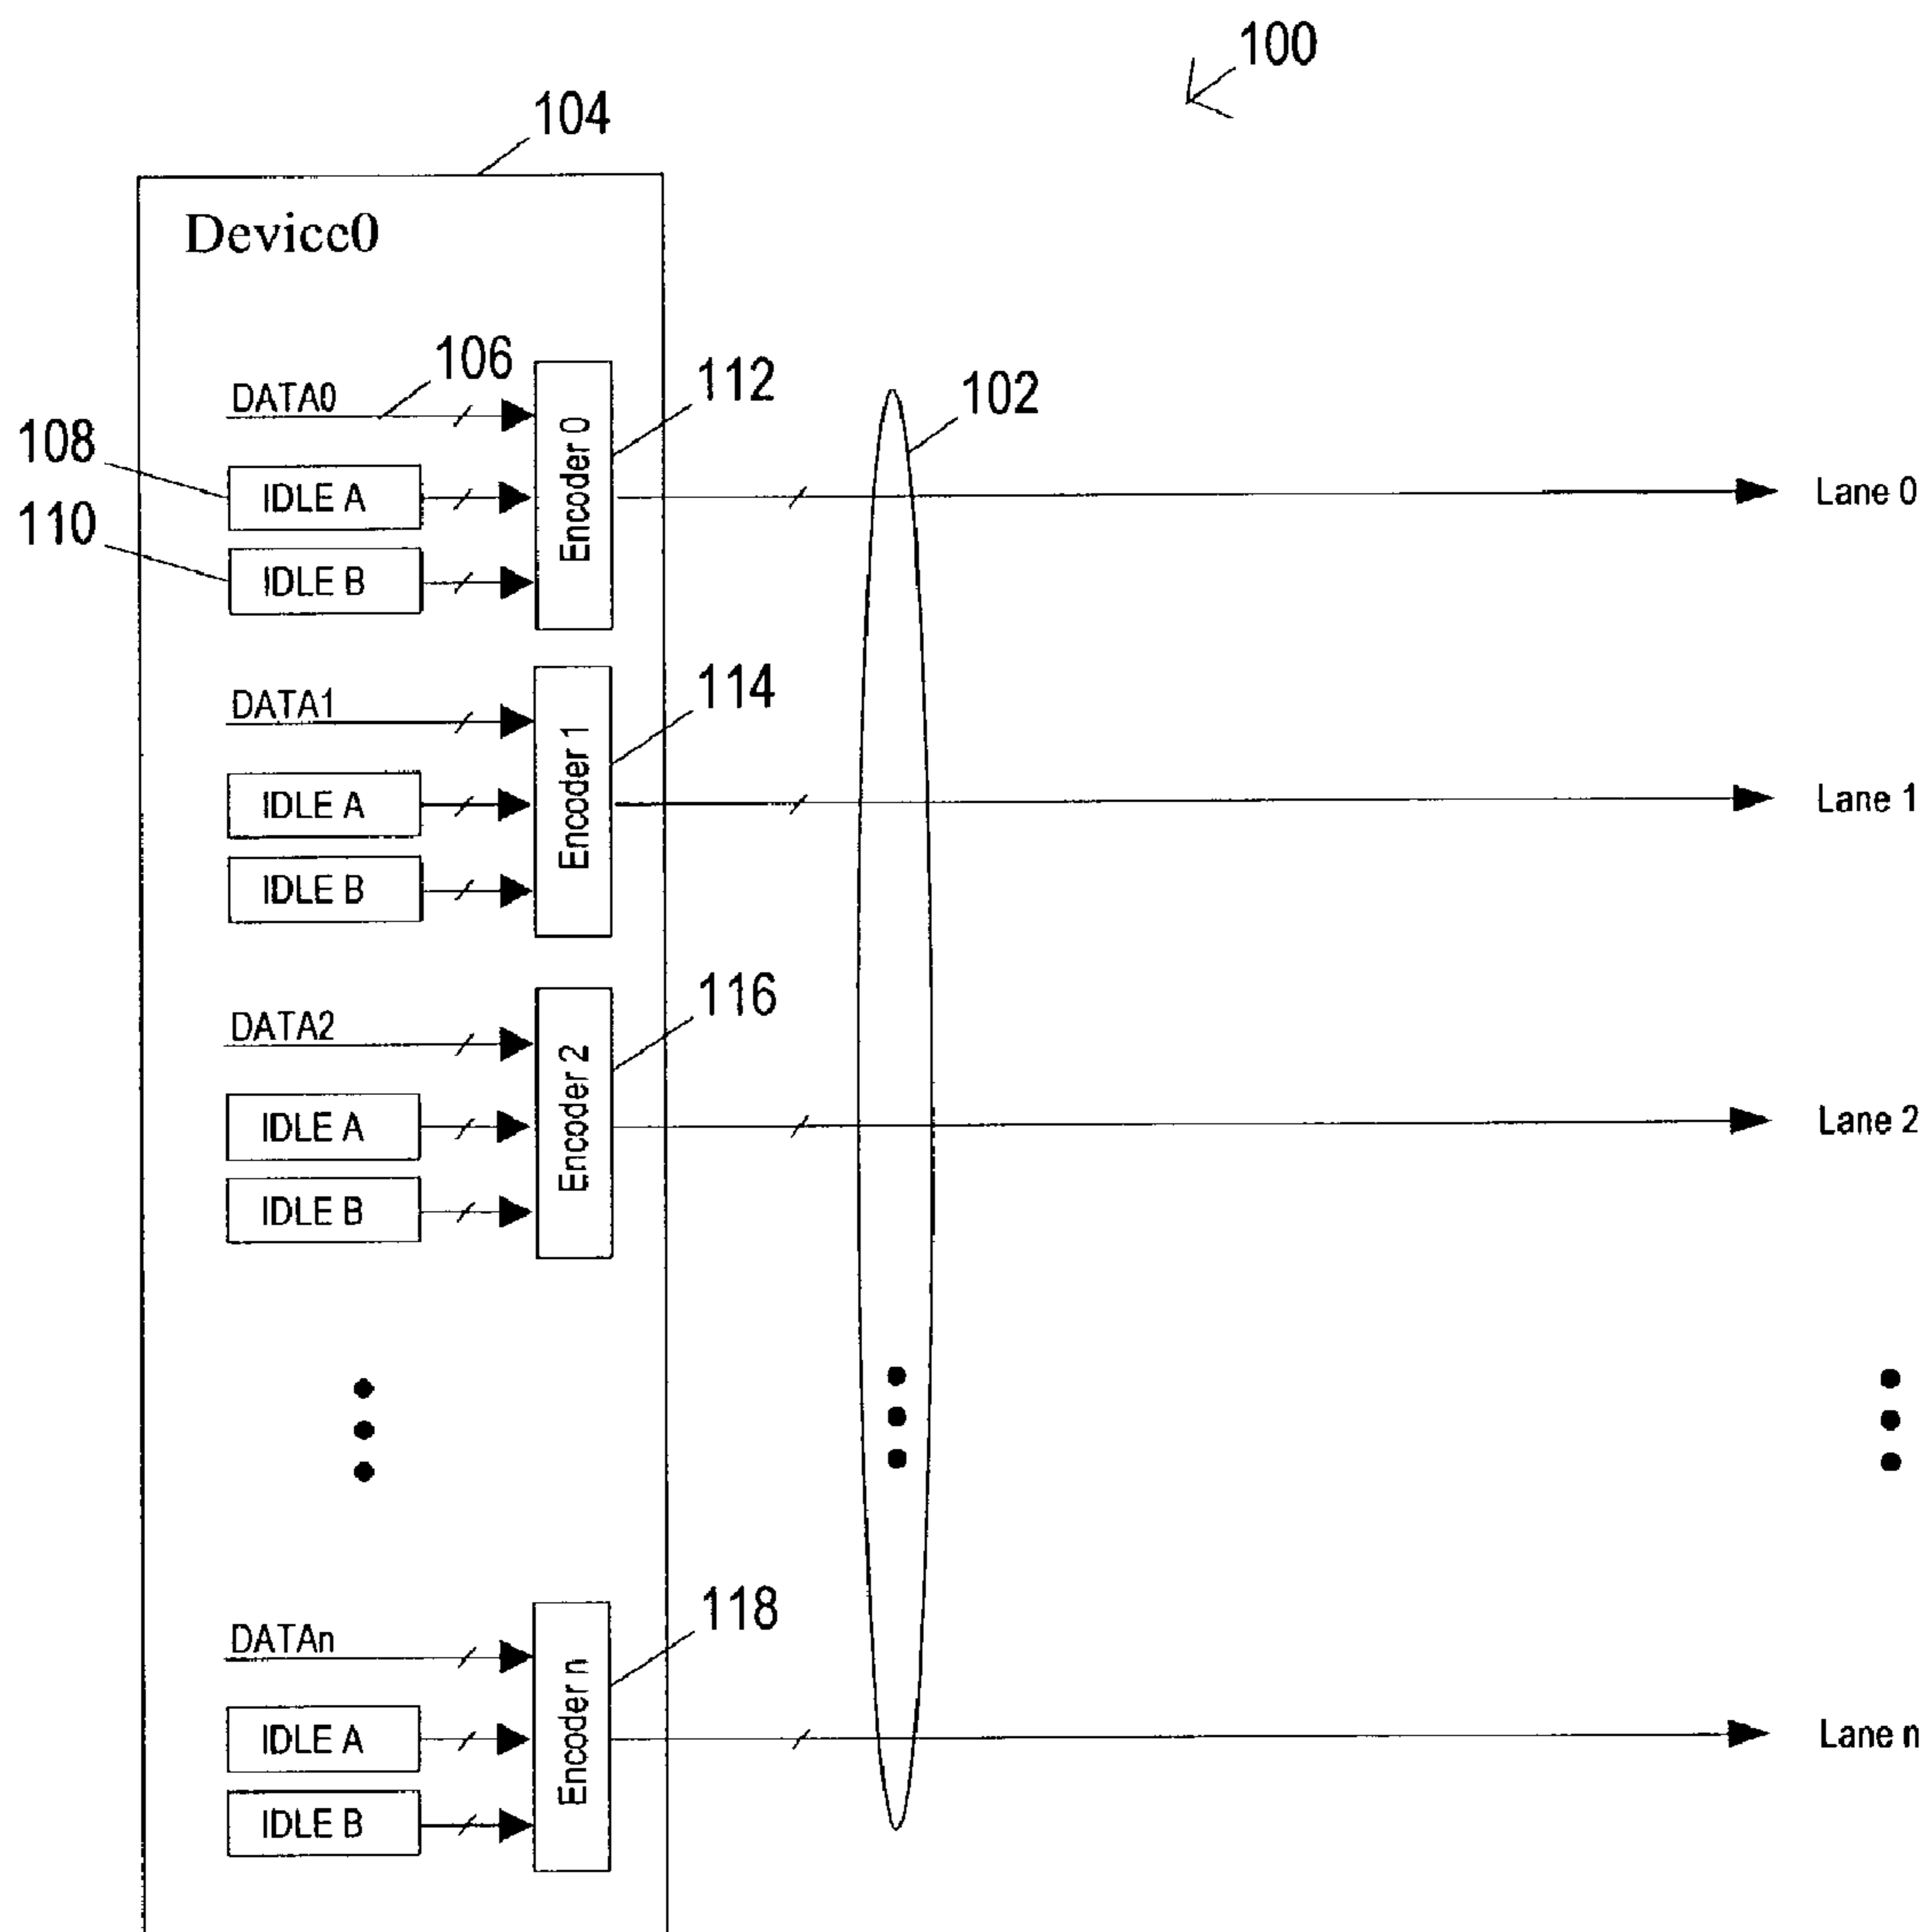 100
104
Device0
DATA0
106
112
102
108
IDLE A
Encoder 0
Lane 0
110
IDLE B
DATA1
114
IDLE A
Encoder 1
Lane 1
IDLE B
DATA2
116
IDLE A
Encoder 2
Lane 2
IDLE B
DATAn
118
IDLE A
Encoder n
Lane n
IDLE B